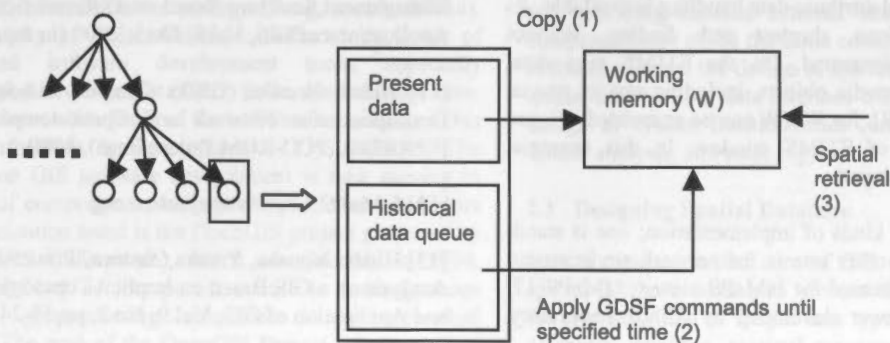 Copy (1)
Present
data
Working
memory (W)
Spatial
retrieval
(3)
Historical
data queue
Apply GDSF commands until
specified time (2)